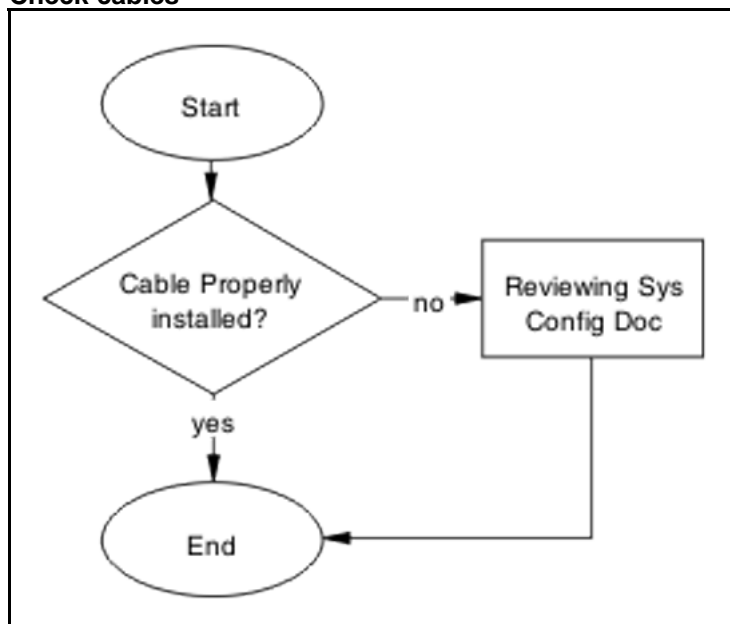 Check cables
Start
Cable Properly
installed?
no
Reviewing Sys
Config Doc
yes
End